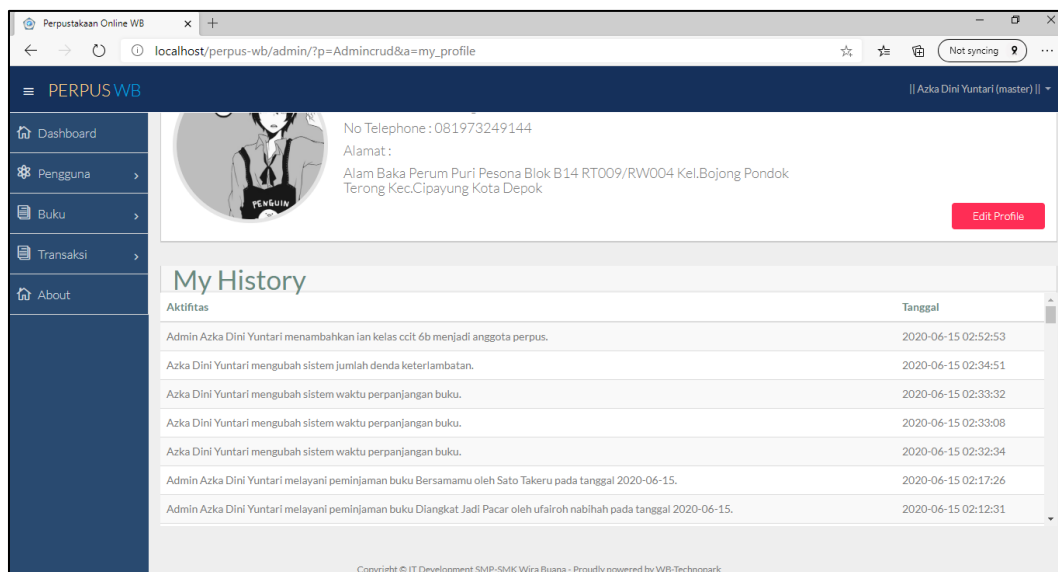 Perpustakaan Online WB
localhost/perpus-wb/admin/?p=Admincrud&a=my_profile
Not syncing
PERPUS WB
|| Azka Dini Yuntari (master) ||
Dashboard
Pengguna
Buku
Transaksi
About
PENGUIN
No Telephone : 081973249144
Alamat :
Alam Baka Perum Puri Pesona Blok B14 RT009/RW004 Kel.Bojong Pondok
Terong Kec.Cipayung Kota Depok
Edit Profile
My History
Aktifitas Tanggal
Admin Azka Dini Yuntari menambahkan ian kelas ccit 6b menjadi anggota perpus. 2020-06-15 02:52:53
Azka Dini Yuntari mengubah sistem jumlah denda keterlambatan. 2020-06-15 02:34:51
Azka Dini Yuntari mengubah sistem waktu perpanjangan buku. 2020-06-15 02:33:32
Azka Dini Yuntari mengubah sistem waktu perpanjangan buku. 2020-06-15 02:33:08
Azka Dini Yuntari mengubah sistem waktu perpanjangan buku. 2020-06-15 02:32:34
Admin Azka Dini Yuntari melayani peminjaman buku Bersamamu oleh Sato Takeru pada tanggal 2020-06-15. 2020-06-15 02:17:26
Admin Azka Dini Yuntari melayani peminjaman buku Diangkat Jadi Pacar oleh ufairoh nabihah pada tanggal 2020-06-15. 2020-06-15 02:12:31
Copyright © IT Development SMP-SMK Wira Buana - Proudly powered by WB-Technopark